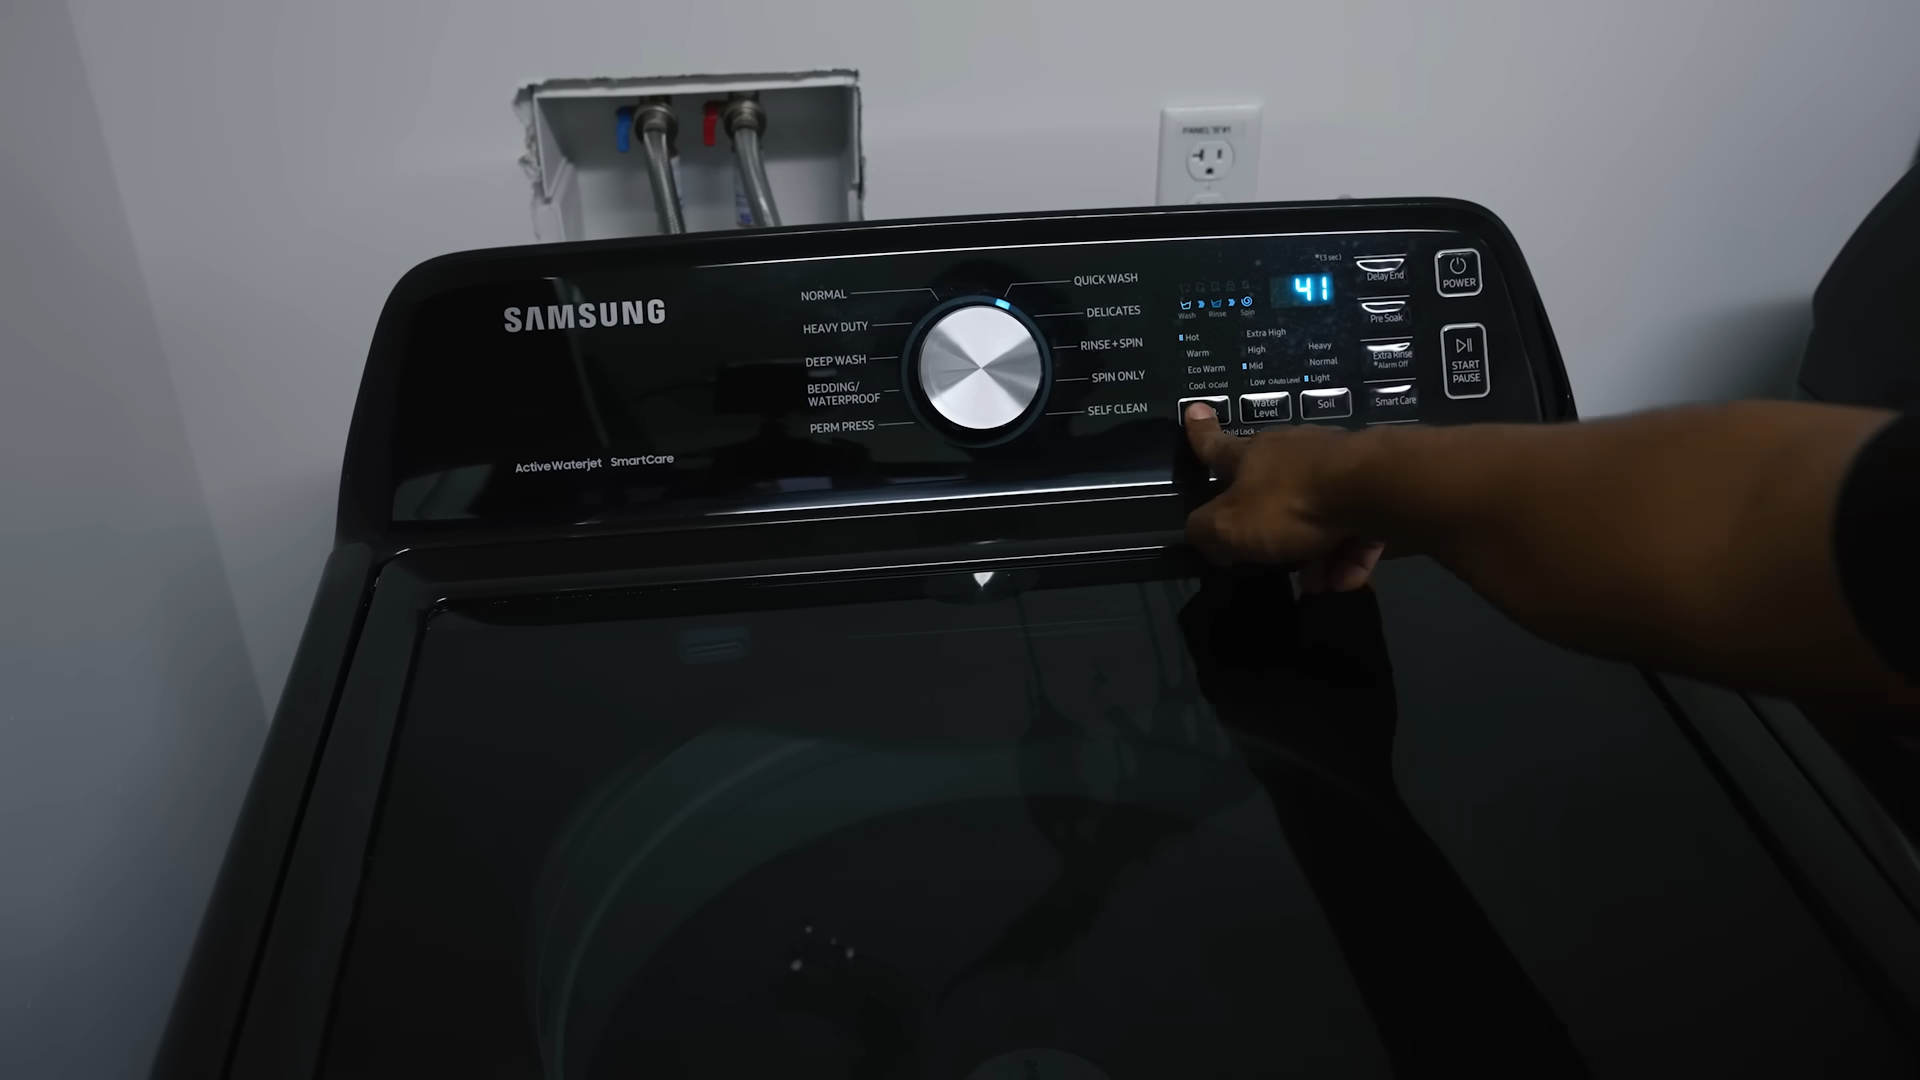 PANEL 'B' #1
SAMSUNG
NORMAL
HEAVY DUTY
DEEP WASH
BEDDING/
WATERPROOF
PERM PRESS
QUICK WASH
DELICATES
RINSE+SPIN
SPIN ONLY
SELF CLEAN
ActiveWaterjet SmartCare
*(3 sec)
41
Wash Rinse Spin
Hot
Warm
Eco Warm
Cool Cold
Extra High
High
Mid
Low Auto Level
Heavy
Normal
Light
Water
Level
Soil
Child Lock
Delay End
Pre Soak
Extra Rinse
*Alarm Off
Smart Care
POWER
START
PAUSE